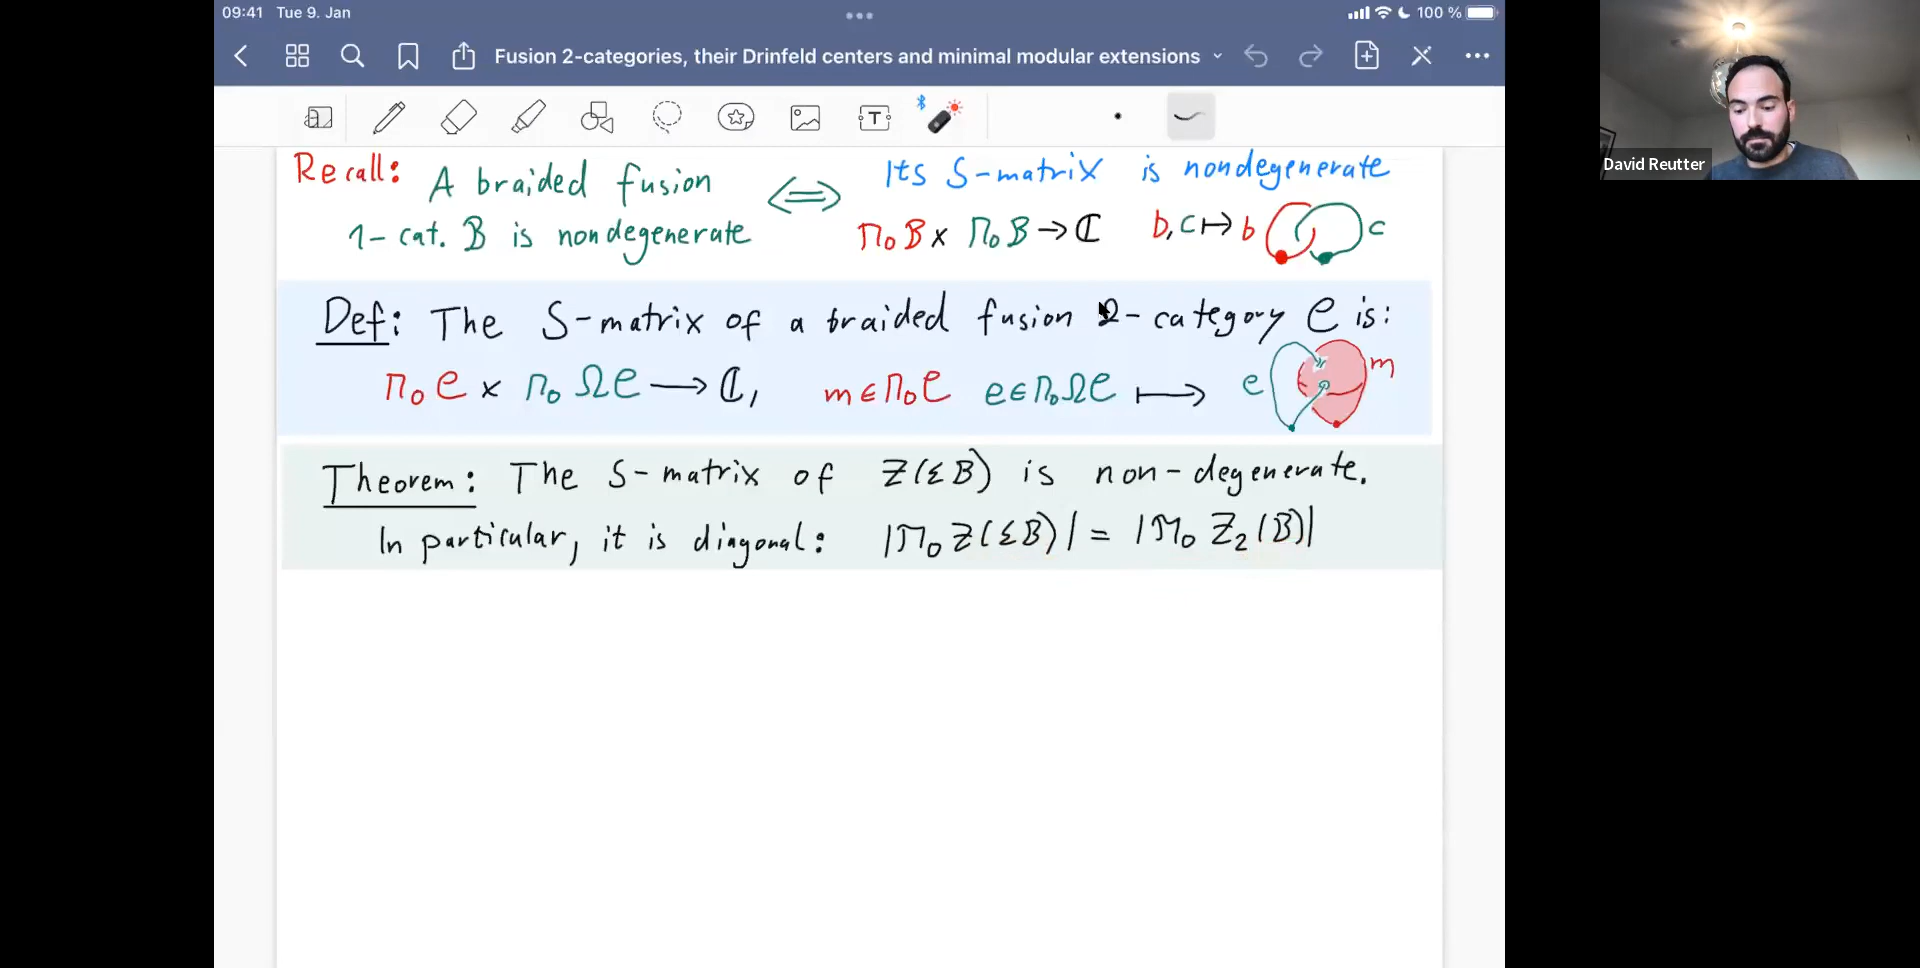 09:41 Tue 9. Jan
100 %
Fusion 2-categories, their Drinfeld centers and minimal modular extensions
T
David Reutter
Recall: A braided fusion ⟺ Its S-matrix is nondegenerate
1-cat. B is nondegenerate Π₀B × Π₀B → ℂ b, c ↦ b c
Def: The S-matrix of a braided fusion 2-category C is:
Π₀C × Π₀ΩC ⟶ ℂ, m ∈ Π₀C e ∈ Π₀ΩC ⟼ e m
Theorem: The S-matrix of Z(ΣB) is non-degenerate.
In particular, it is diagonal: |Π₀Z(ΣB)| = |Π₀Z₂(B)|